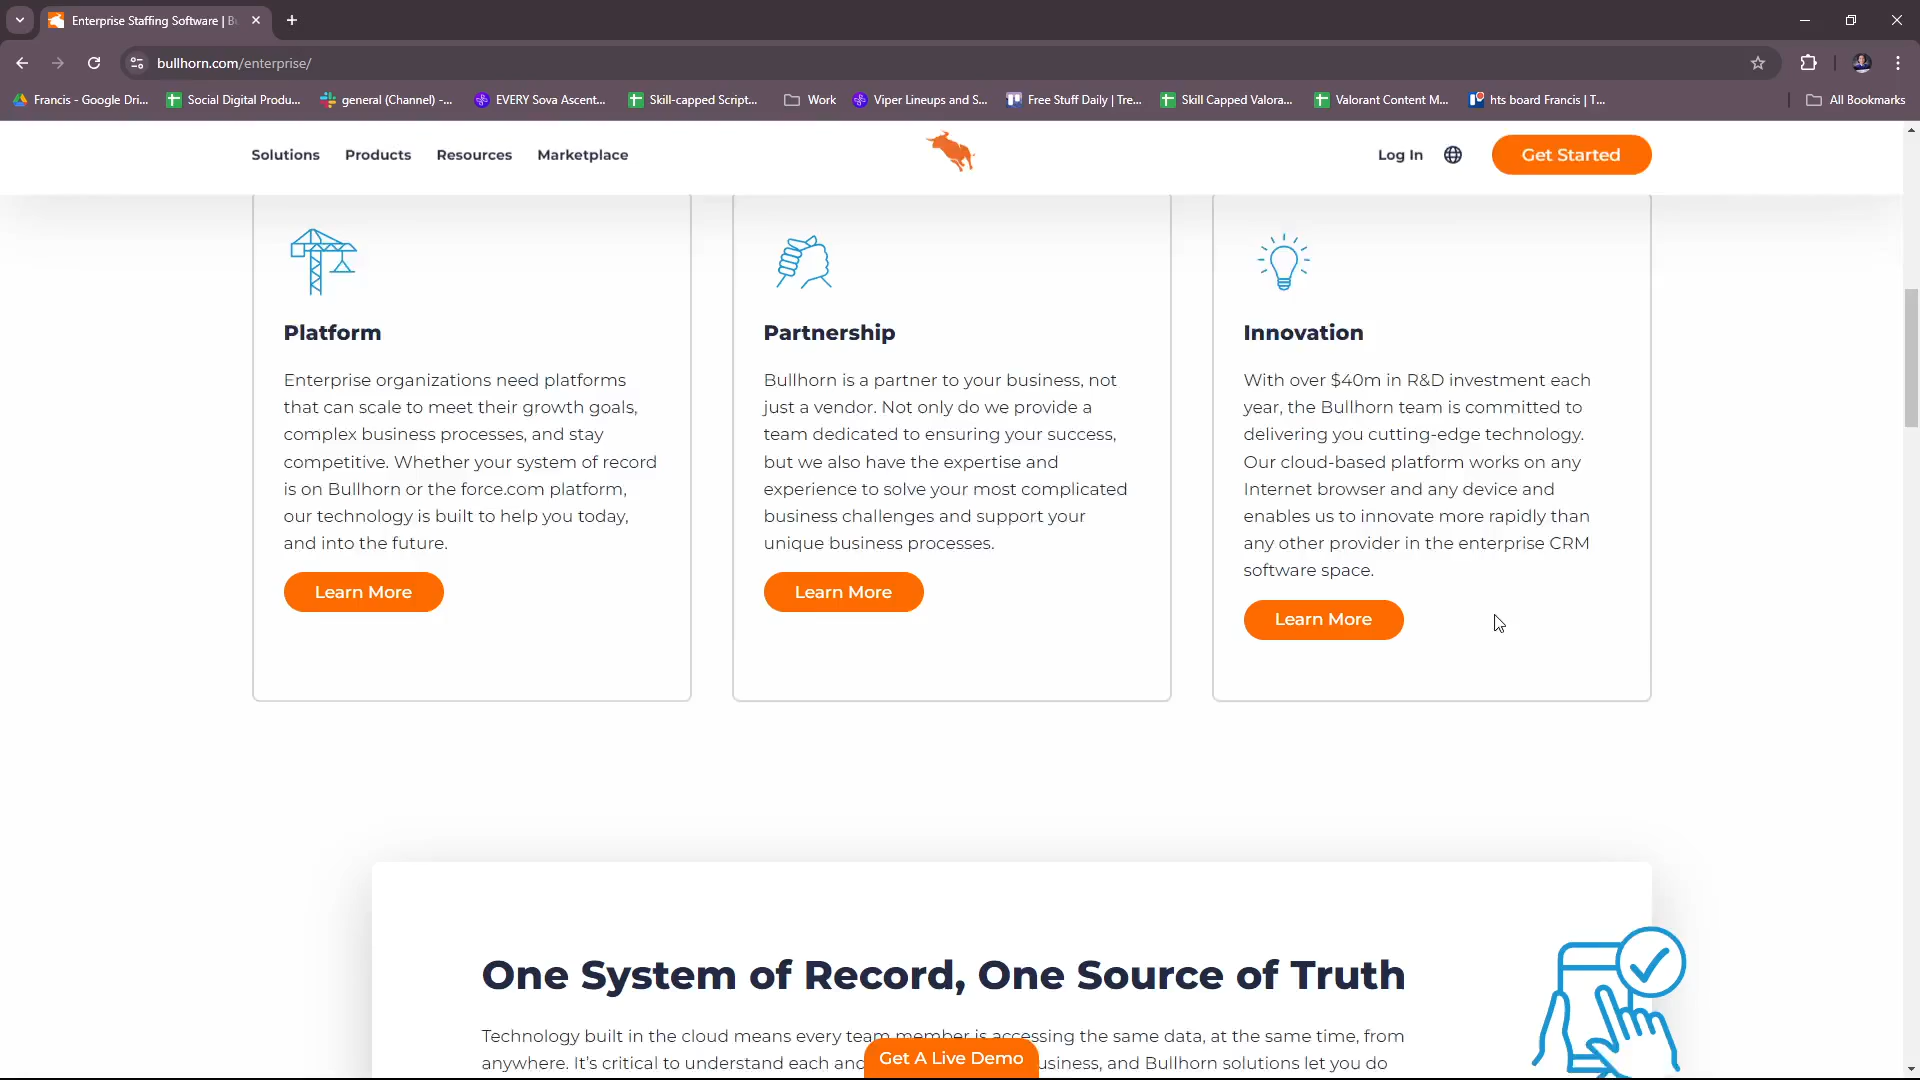 Enterprise Staffing Software | Bu
bullhorn.com/enterprise/
Francis - Google Dri...
Social Digital Produ...
general (Channel) -...
EVERY Sova Ascent...
Skill-capped Script...
Work
Viper Lineups and S...
Free Stuff Daily | Tre...
Skill Capped Valora...
Valorant Content M...
hts board Francis | T...
All Bookmarks
Solutions
Products
Resources
Marketplace
Log In
Get Started
Platform
Enterprise organizations need platforms
that can scale to meet their growth goals,
complex business processes, and stay
competitive. Whether your system of record
is on Bullhorn or the force.com platform,
our technology is built to help you today,
and into the future.
Learn More
Partnership
Bullhorn is a partner to your business, not
just a vendor. Not only do we provide a
team dedicated to ensuring your success,
but we also have the expertise and
experience to solve your most complicated
business challenges and support your
unique business processes.
Learn More
Innovation
With over $40m in R&D investment each
year, the Bullhorn team is committed to
delivering you cutting-edge technology.
Our cloud-based platform works on any
Internet browser and any device and
enables us to innovate more rapidly than
any other provider in the enterprise CRM
software space.
Learn More
One System of Record, One Source of Truth
Technology built in the cloud means every team member is accessing the same data, at the same time, from
anywhere. It's critical to understand each and usiness, and Bullhorn solutions let you do
Get A Live Demo